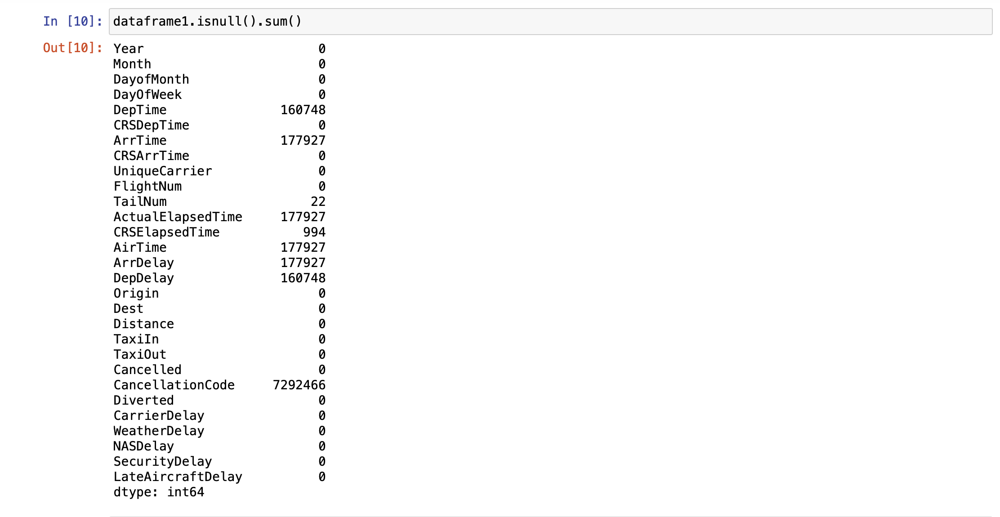 In [10]: dataframe1.isnull().sum()
Out[10]: Year 0
Month 0
DayofMonth 0
DayOfWeek 0
DepTime 160748
CRSDepTime 0
ArrTime 177927
CRSArrTime 0
UniqueCarrier 0
FlightNum 0
TailNum 22
ActualElapsedTime 177927
CRSElapsedTime 994
AirTime 177927
ArrDelay 177927
DepDelay 160748
Origin 0
Dest 0
Distance 0
TaxiIn 0
TaxiOut 0
Cancelled 0
CancellationCode 7292466
Diverted 0
CarrierDelay 0
WeatherDelay 0
NASDelay 0
SecurityDelay 0
LateAircraftDelay 0
dtype: int64